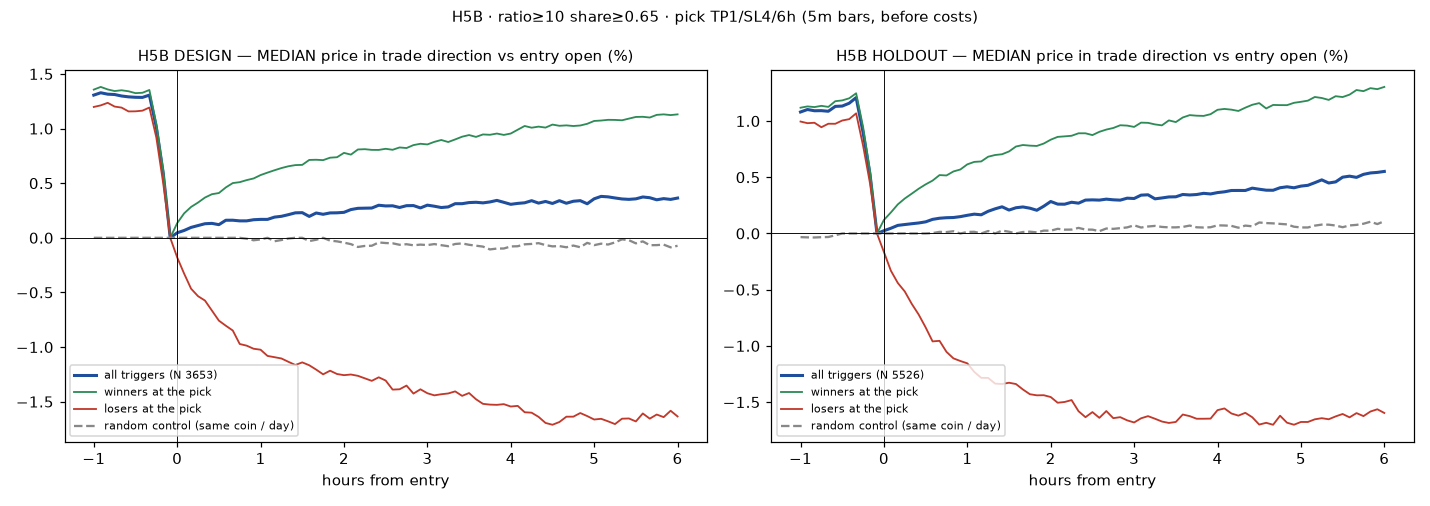 H5B · ratio≥10 share≥0.65 · pick TP1/SL4/6h (5m bars, before costs)
H5B DESIGN — MEDIAN price in trade direction vs entry open (%)
1.5
1.0
0.5
0.0
−0.5
−1.0
−1.5
all triggers (N 3653)
winners at the pick
losers at the pick
random control (same coin / day)
−1
0
1
2
3
4
5
6
hours from entry
H5B HOLDOUT — MEDIAN price in trade direction vs entry open (%)
1.0
0.5
0.0
−0.5
−1.0
−1.5
all triggers (N 5526)
winners at the pick
losers at the pick
random control (same coin / day)
−1
0
1
2
3
4
5
6
hours from entry